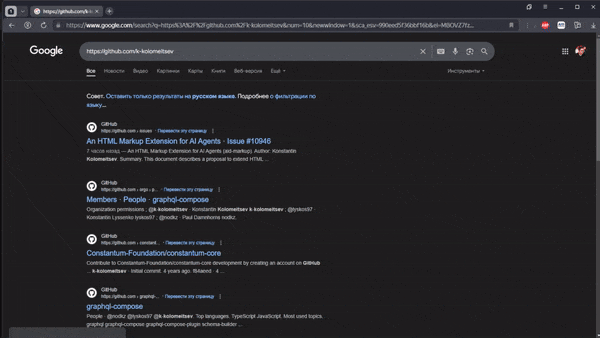 https://github.com/k-k
https://www.google.com/search?q=https%3A%2F%2Fgithub.com%2Fk-kolomeitsev&num=10&newwindow=1&sca_esv=990eed5f36bbf16b&ei=
Google
https://github.com/k-kolomeitsev
Все Новости Видео Картинки Карты Книги Веб-версия Ещё Инструменты
Совет. Оставить только результаты на русском языке. Подробнее о фильтрации по
языку...
GitHub
https://github.com › issues · Перевести эту страницу
An HTML Markup Extension for AI Agents · Issue #10946
7 часов назад — An HTML Markup Extension for AI Agents (aid-markup). Author: Konstantin
Kolomeitsev. Summary. This document describes a proposal to extend HTML ...
GitHub
https://github.com › orgs › p... · Перевести эту страницу
Members · People · graphql-compose
Organization permissions ; @k-kolomeitsev · Konstantin Kolomeitsev k-kolomeitsev ; @lyskos97 ·
Konstantin Lyssenko lyskos97 ; @nodkz · Paul Damnhorns nodkz.
GitHub
https://github.com › constant... · Перевести эту страницу
Constantum-Foundation/constantum-core
Contribute to Constantum-Foundation/constantum-core development by creating an account on GitHub
... k-kolomeitsev · Initial commit. 4 years ago. · 4 ...
GitHub
https://github.com › graphql-... · Перевести эту страницу
graphql-compose
People · @nodkz @lyskos97 @k-kolomeitsev. Top languages. TypeScript JavaScript. Most used topics.
graphql graphql-compose graphql-compose-plugin schema-builder ...